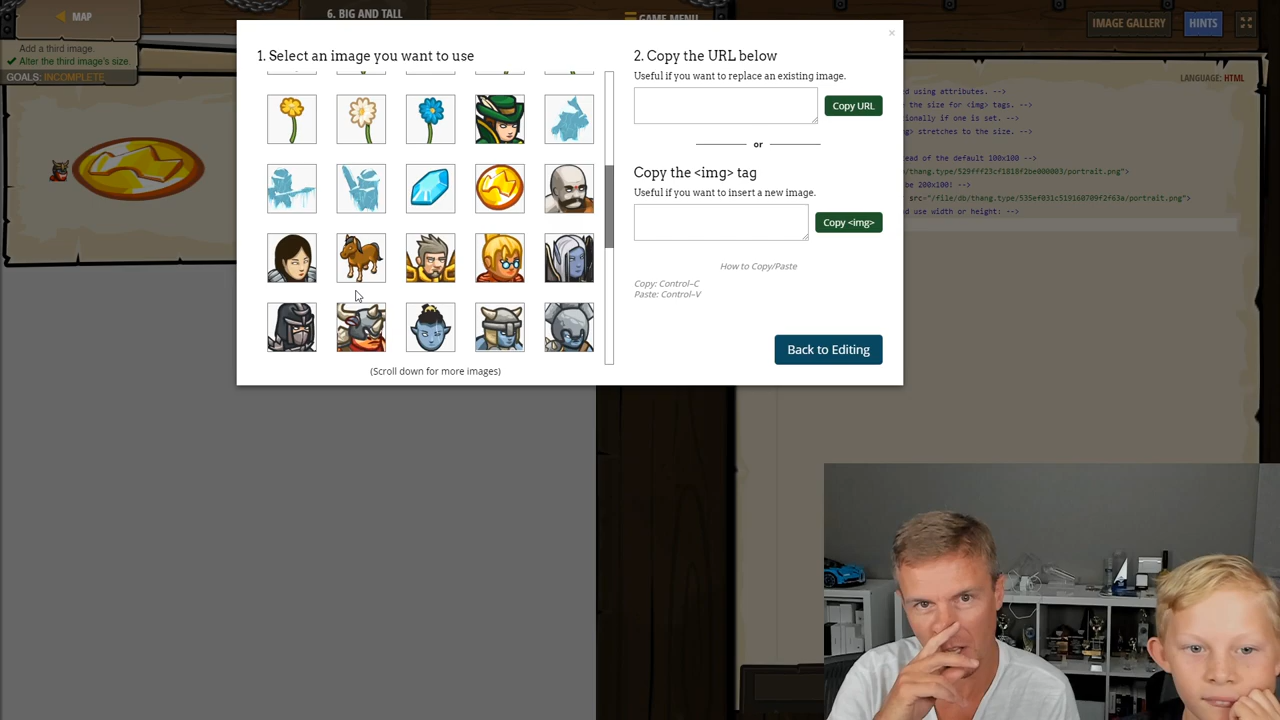 MAP
6. BIG AND TALL
GAME MENU
IMAGE GALLERY
HINTS
Add a third image.
✔ Alter the third image's size.
GOALS: INCOMPLETE
LANGUAGE: HTML
×
1. Select an image you want to use
(Scroll down for more images)
2. Copy the URL below
Useful if you want to replace an existing image.
Copy URL
or
Copy the <img> tag
Useful if you want to insert a new image.
Copy <img>
How to Copy/Paste
Copy: Control–C
Paste: Control–V
Back to Editing
d using attributes. -->
the size for <img> tags. -->
ionally if one is set. -->
g> stretches to the size. -->
ead of the default 100x100 -->
/thang.type/529fff23cf1818f2be000003/portrait.png">
be 200x200! -->
src="/file/db/thang.type/535ef031c519160709f2f63a/portrait.png">
d use width or height: -->